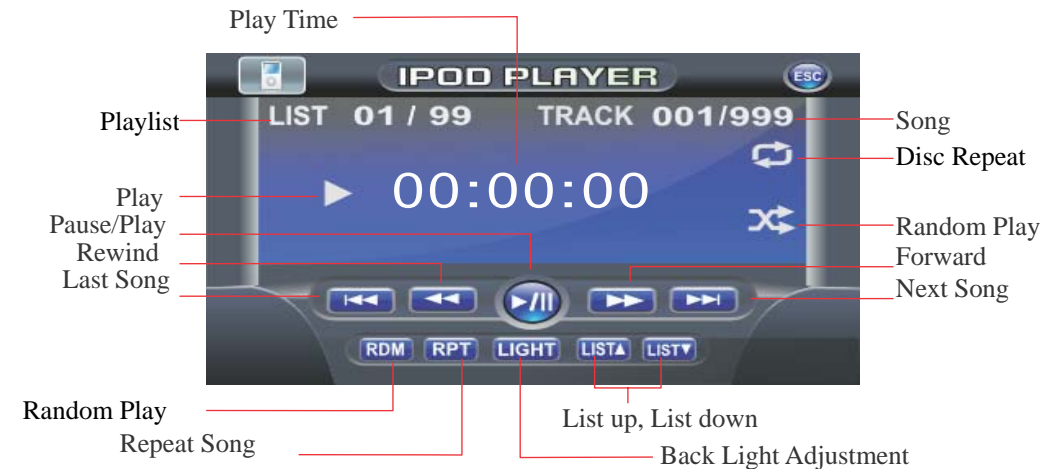 Play Time
IPOD PLAYER
ESC
Playlist
LIST 01 / 99
TRACK 001/999
Song
Disc Repeat
00:00:00
Play
Pause/Play
Rewind
Last Song
Random Play
Forward
Next Song
RDM
RPT
LIGHT
LIST▲
LIST▼
Random Play
Repeat Song
List up, List down
Back Light Adjustment